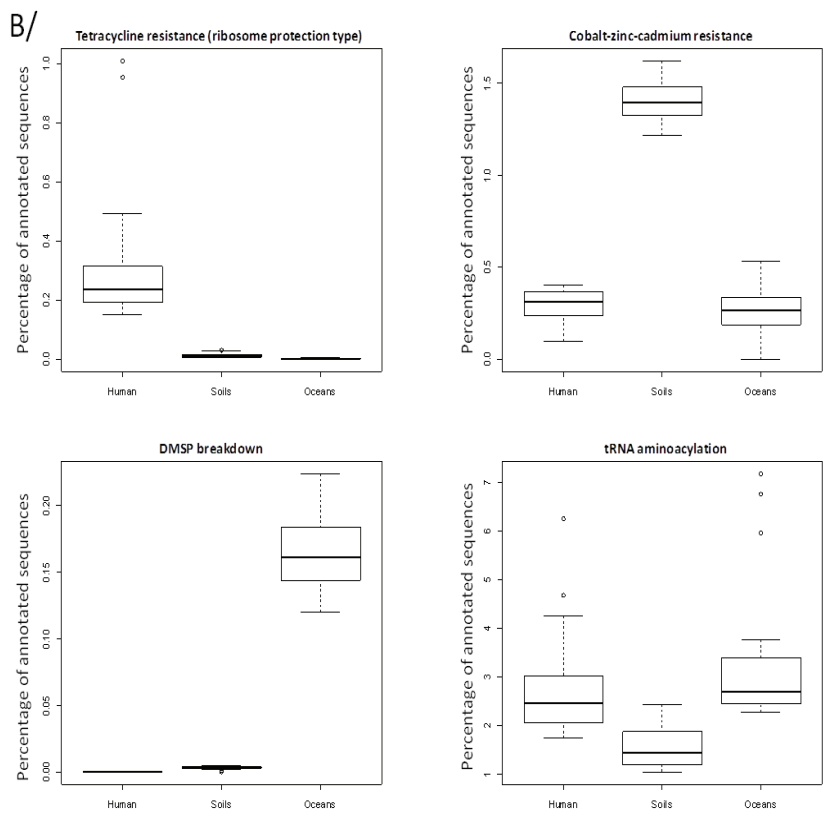 B/
Tetracycline resistance (ribosome protection type)
Percentage of annotated sequences
1.0
0.8
0.6
0.4
0.2
0.0
Human Soils Oceans
Cobalt-zinc-cadmium resistance
Percentage of annotated sequences
1.5
1.0
0.5
0.0
Human Soils Oceans
DMSP breakdown
Percentage of annotated sequences
0.20
0.15
0.10
0.05
0.00
Human Soils Oceans
tRNA aminoacylation
Percentage of annotated sequences
7
6
5
4
3
2
1
Human Soils Oceans